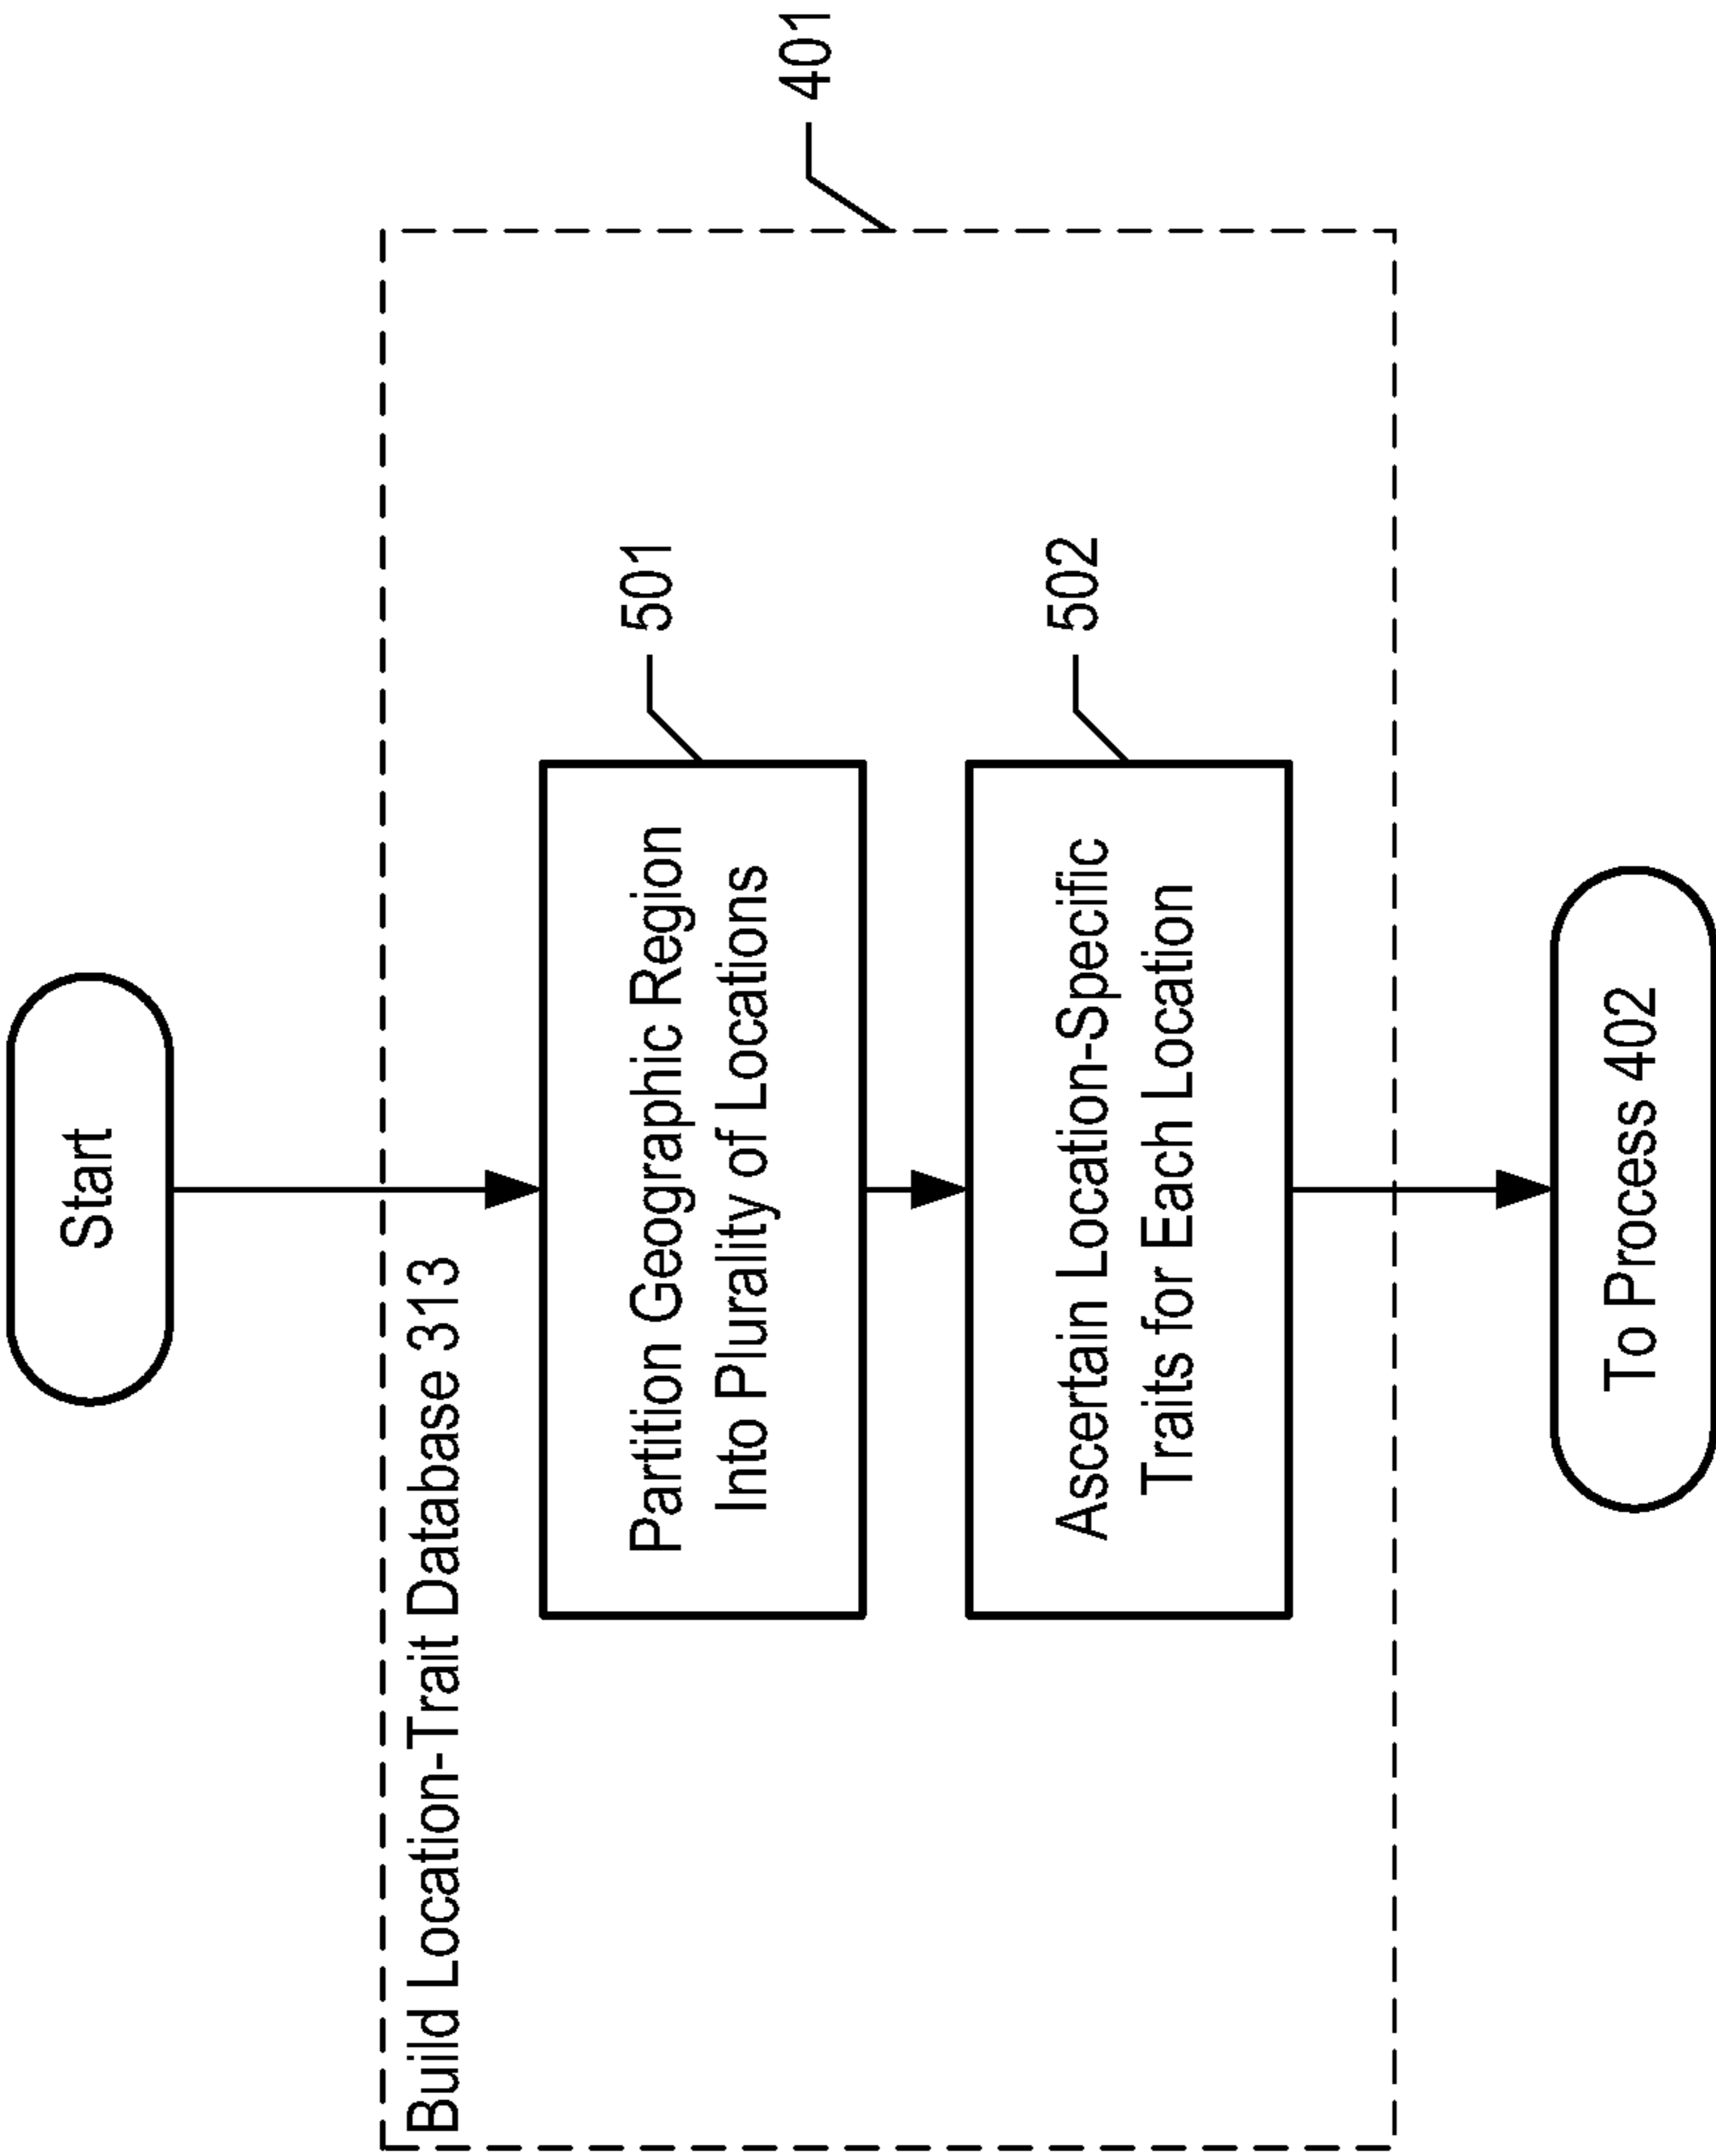 Start
Build Location-Trait Database 313
401
501
Partition Geographic Region
Into Plurality of Locations
502
Ascertain Location-Specific
Traits for Each Location
To Process 402